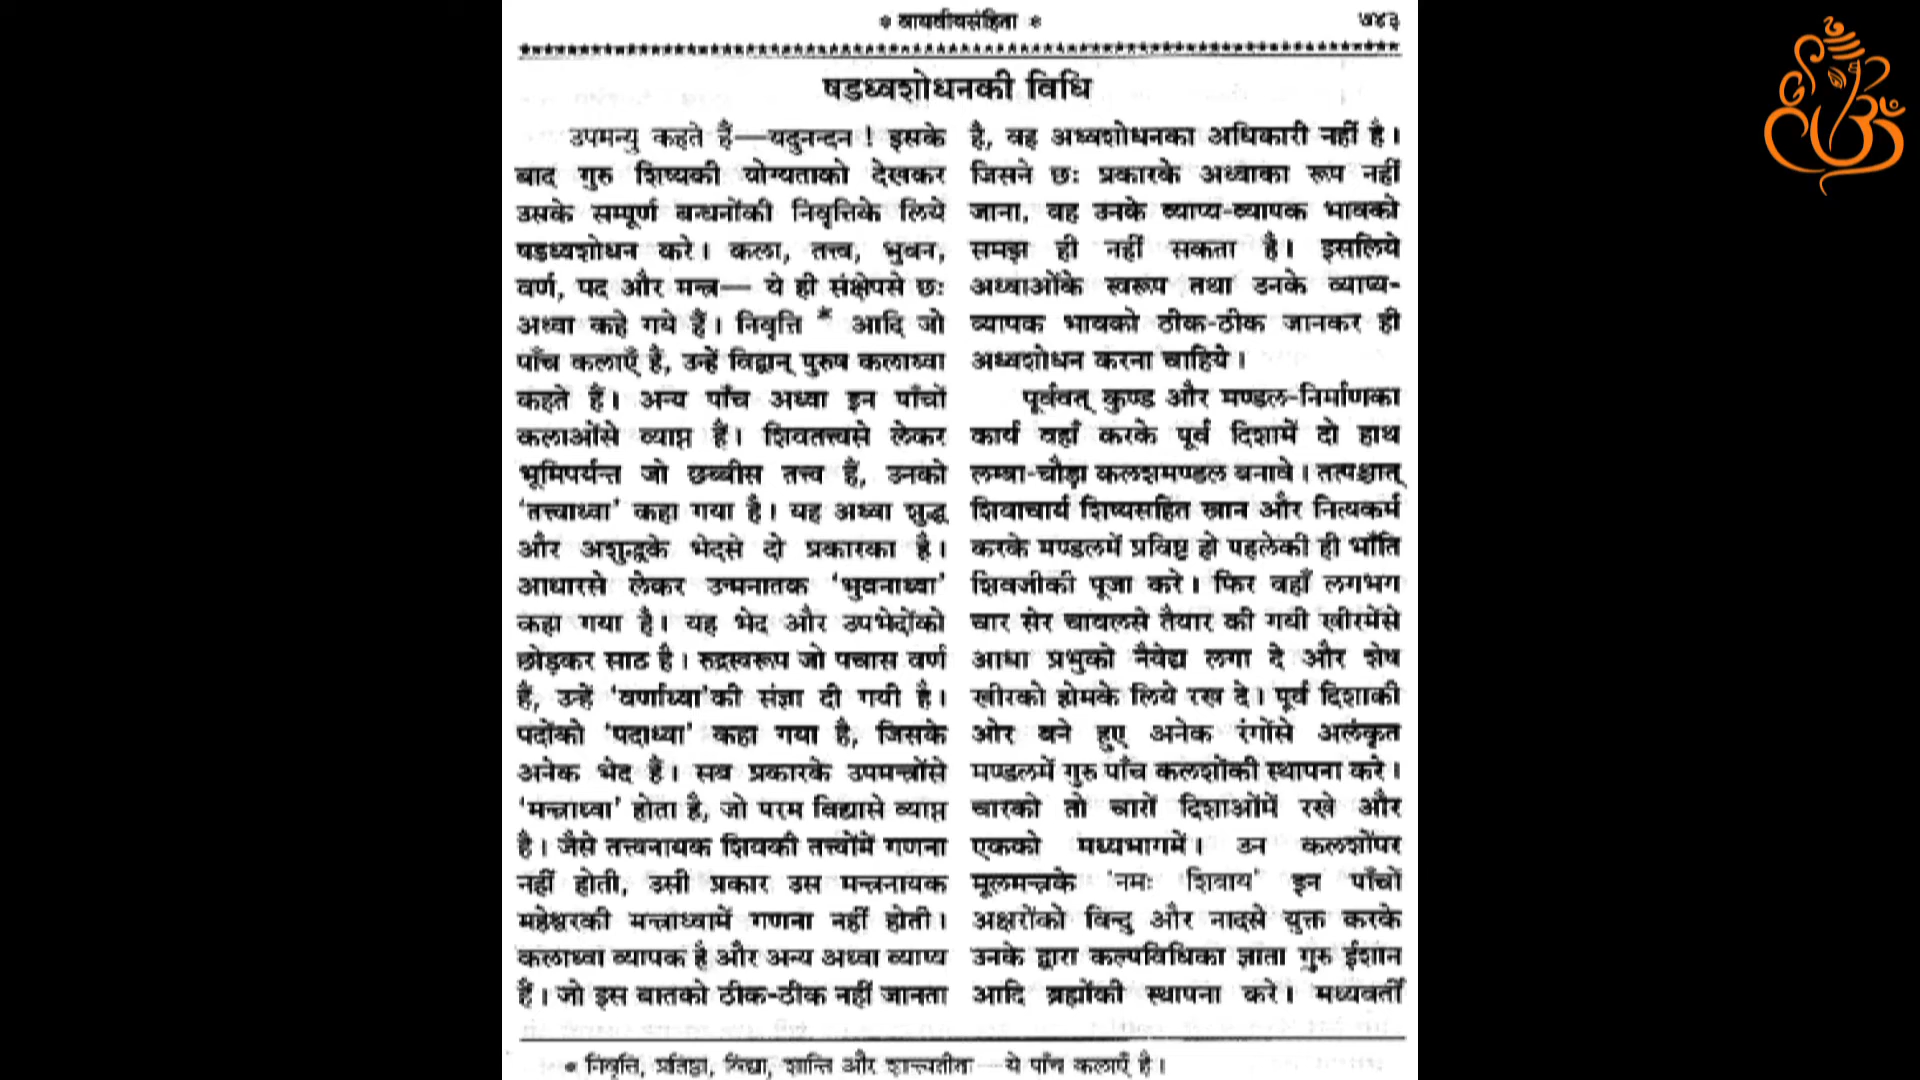 * वायवीयसंहिता *
७४३
षडध्वशोधनकी विधि
उपमन्यु कहते हैं—यदुनन्दन ! इसके
बाद गुरु शिष्यकी योग्यताको देखकर
उसके सम्पूर्ण बन्धनोंकी निवृत्तिके लिये
षडध्वशोधन करे। कला, तत्त्व, भुवन,
वर्ण, पद और मन्त्र— ये ही संक्षेपसे छः
अध्वा कहे गये हैं। निवृत्ति * आदि जो
पाँच कलाएँ हैं, उन्हें विद्वान् पुरुष कलाध्वा
कहते हैं। अन्य पाँच अध्वा इन पाँचों
कलाओंसे व्याप्त हैं। शिवतत्त्वसे लेकर
भूमिपर्यन्त जो छब्बीस तत्त्व हैं, उनको
'तत्त्वाध्वा' कहा गया है। यह अध्वा शुद्ध
और अशुद्धके भेदसे दो प्रकारका है।
आधारसे लेकर उन्मनातक 'भुवनाध्वा'
कहा गया है। यह भेद और उपभेदोंको
छोड़कर साठ है। रुद्रस्वरूप जो पचास वर्ण
हैं, उन्हें 'वर्णाध्वा'की संज्ञा दी गयी है।
पदोंको 'पदाध्वा' कहा गया है, जिसके
अनेक भेद हैं। सब प्रकारके उपमन्त्रोंसे
'मन्त्राध्वा' होता है, जो परम विद्यासे व्याप्त
है। जैसे तत्त्वनायक शिवकी तत्त्वोंमें गणना
नहीं होती, उसी प्रकार उस मन्त्रनायक
महेश्वरकी मन्त्राध्वामें गणना नहीं होती।
कलाध्वा व्यापक है और अन्य अध्वा व्याप्य
हैं। जो इस बातको ठीक-ठीक नहीं जानता
है, वह अध्वशोधनका अधिकारी नहीं है।
जिसने छः प्रकारके अध्वाका रूप नहीं
जाना, वह उनके व्याप्य-व्यापक भावको
समझ ही नहीं सकता है। इसलिये
अध्वाओंके स्वरूप तथा उनके व्याप्य-
व्यापक भावको ठीक-ठीक जानकर ही
अध्वशोधन करना चाहिये।
पूर्ववत् कुण्ड और मण्डल-निर्माणका
कार्य वहाँ करके पूर्व दिशामें दो हाथ
लम्बा-चौड़ा कलशमण्डल बनावे। तत्पश्चात्
शिवाचार्य शिष्यसहित स्नान और नित्यकर्म
करके मण्डलमें प्रविष्ट हो पहलेकी ही भाँति
शिवजीकी पूजा करे। फिर वहाँ लगभग
चार सेर चावलसे तैयार की गयी खीरमेंसे
आधा प्रभुको नैवेद्य लगा दे और शेष
खीरको होमके लिये रख दे। पूर्व दिशाकी
ओर बने हुए अनेक रंगोंसे अलंकृत
मण्डलमें गुरु पाँच कलशोंकी स्थापना करे।
चारको तो चारों दिशाओंमें रखे और
एकको मध्यभागमें। उन कलशोंपर
मूलमन्त्रके 'नमः शिवाय' इन पाँचों
अक्षरोंको बिन्दु और नादसे युक्त करके
उनके द्वारा कल्पविधिका ज्ञाता गुरु ईशान
आदि ब्रह्मोंकी स्थापना करे। मध्यवर्ती
* निवृत्ति, प्रतिष्ठा, विद्या, शान्ति और शान्त्यतीता—ये पाँच कलाएँ हैं।